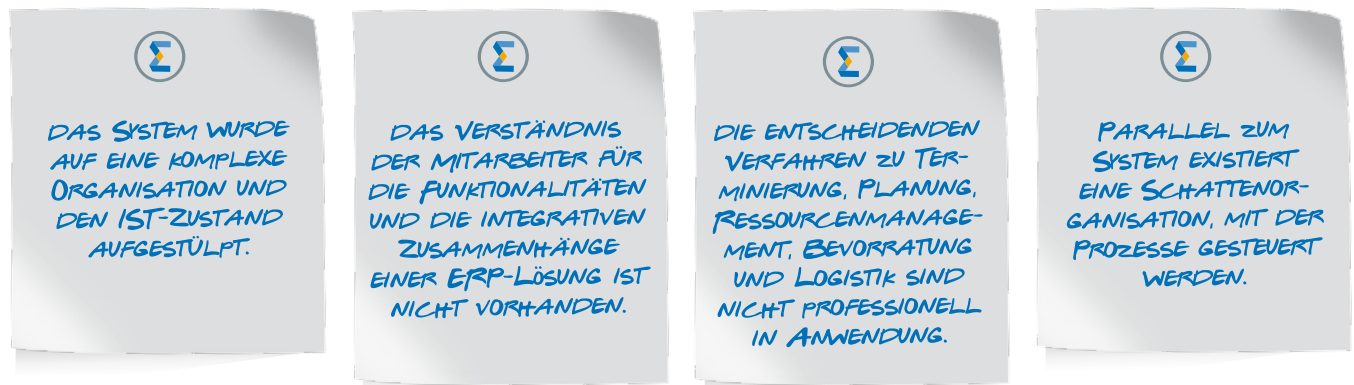 Das System wurde
auf eine komplexe
Organisation und
den IST-Zustand
aufgestülpt.
Das Verständnis
der Mitarbeiter für
die Funktionalitäten
und die integrativen
Zusammenhänge
einer ERP-Lösung ist
nicht vorhanden.
Die entscheidenden
Verfahren zu Ter-
minierung, Planung,
Ressourcenmanage-
ment, Bevorratung
und Logistik sind
nicht professionell
in Anwendung.
Parallel zum
System existiert
eine Schattenor-
ganisation, mit der
Prozesse gesteuert
werden.